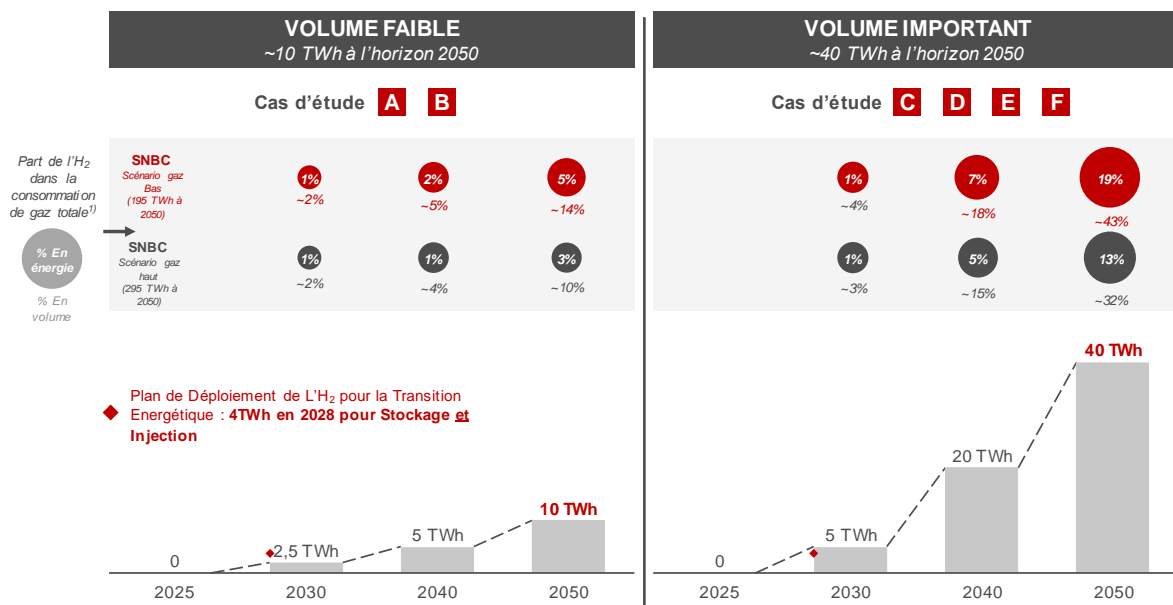 VOLUME FAIBLE
~10 TWh à l'horizon 2050
Cas d'étude A B
VOLUME IMPORTANT
~40 TWh à l'horizon 2050
Cas d'étude C D E F
Part de l'H2
dans la
consommation
de gaz totale1)
% En
énergie
% En
volume
SNBC
Scénario gaz
Bas
(195 TWh à
2050)
1% 2% 5%
~2% ~5% ~14%
1% 7% 19%
~4% ~18% ~43%
SNBC
Scénario gaz
haut
(295 TWh à
2050)
1% 1% 3%
~2% ~4% ~10%
1% 5% 13%
~3% ~15% ~32%
Plan de Déploiement de L'H2 pour la Transition
Energétique : 4TWh en 2028 pour Stockage et
Injection
0
2,5 TWh
5 TWh
10 TWh
2025 2030 2040 2050
0
5 TWh
20 TWh
40 TWh
2025 2030 2040 2050